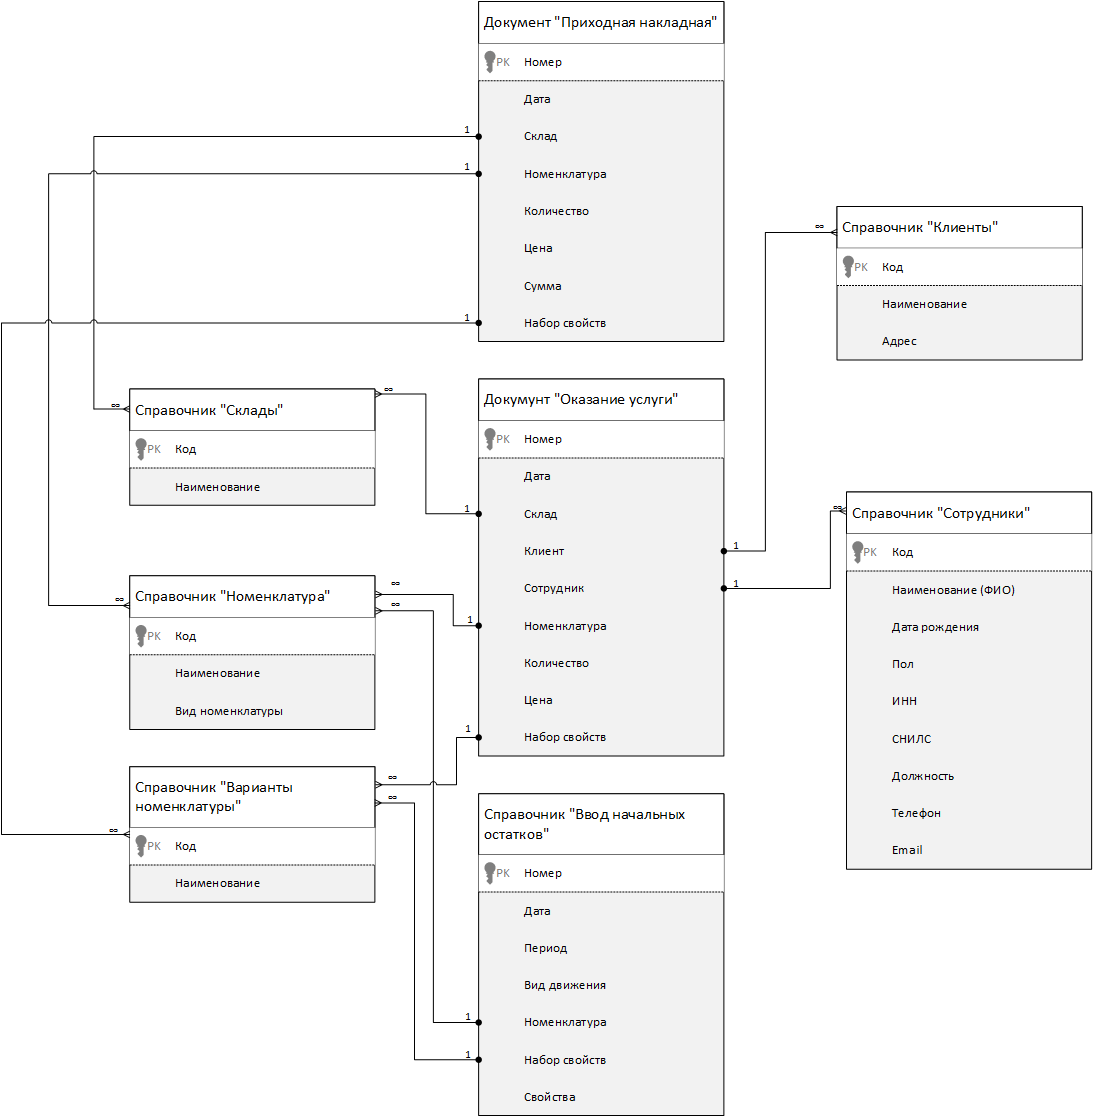 Документ "Приходная накладная"
PK Номер
Дата
1 Склад
1 Номенклатура
Количество
Цена
Сумма
1 Набор свойств
∞ Справочник "Клиенты"
PK Код
Наименование
Адрес
∞ Справочник "Склады" ∞
PK Код
Наименование
Докумунт "Оказание услуги"
PK Номер
Дата
1 Склад
Клиент 1
Сотрудник 1
1 Номенклатура
Количество
Цена
1 Набор свойств
∞ Справочник "Сотрудники"
PK Код
Наименование (ФИО)
Дата рождения
Пол
ИНН
СНИЛС
Должность
Телефон
Email
∞ Справочник "Номенклатура" ∞
∞
PK Код
Наименование
Вид номенклатуры
Справочник "Варианты ∞
номенклатуры" ∞
∞
PK Код
Наименование
Справочник "Ввод начальных
остатков"
PK Номер
Дата
Период
Вид движения
1 Номенклатура
1 Набор свойств
Свойства